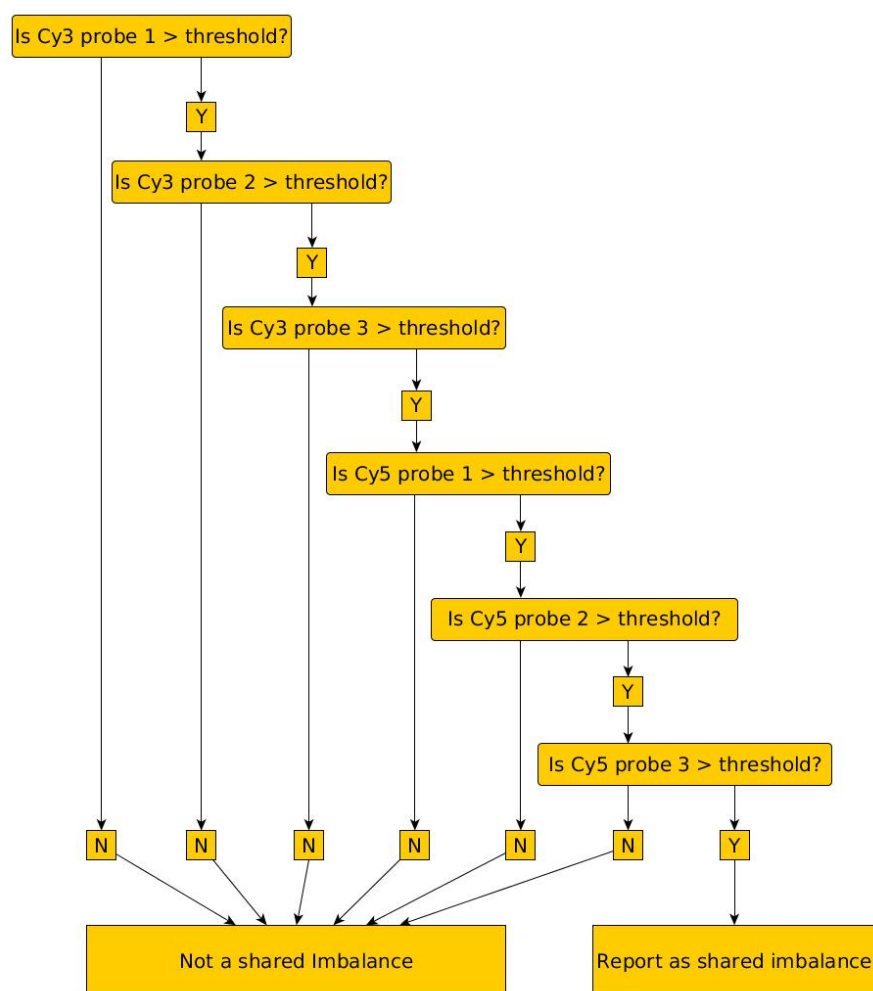 Is Cy3 probe 1 > threshold?
Y
Is Cy3 probe 2 > threshold?
Y
Is Cy3 probe 3 > threshold?
Y
Is Cy5 probe 1 > threshold?
Y
Is Cy5 probe 2 > threshold?
Y
Is Cy5 probe 3 > threshold?
N N N N N N Y
Not a shared Imbalance
Report as shared imbalance